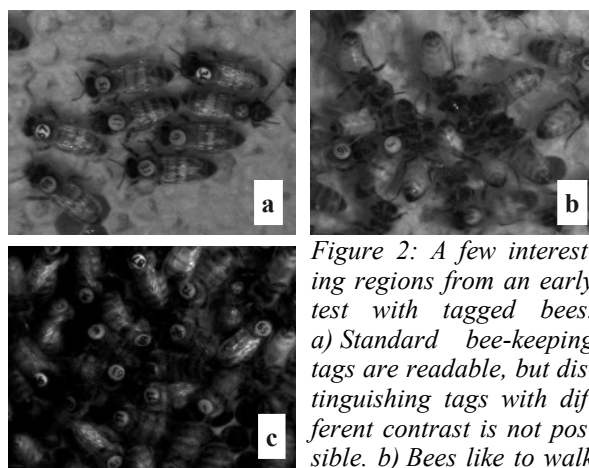 a
b
c
Figure 2: A few interest-
ing regions from an early
test with tagged bees.
a) Standard bee-keeping
tags are readable, but dis-
tinguishing tags with dif-
ferent contrast is not pos-
sible. b) Bees like to walk